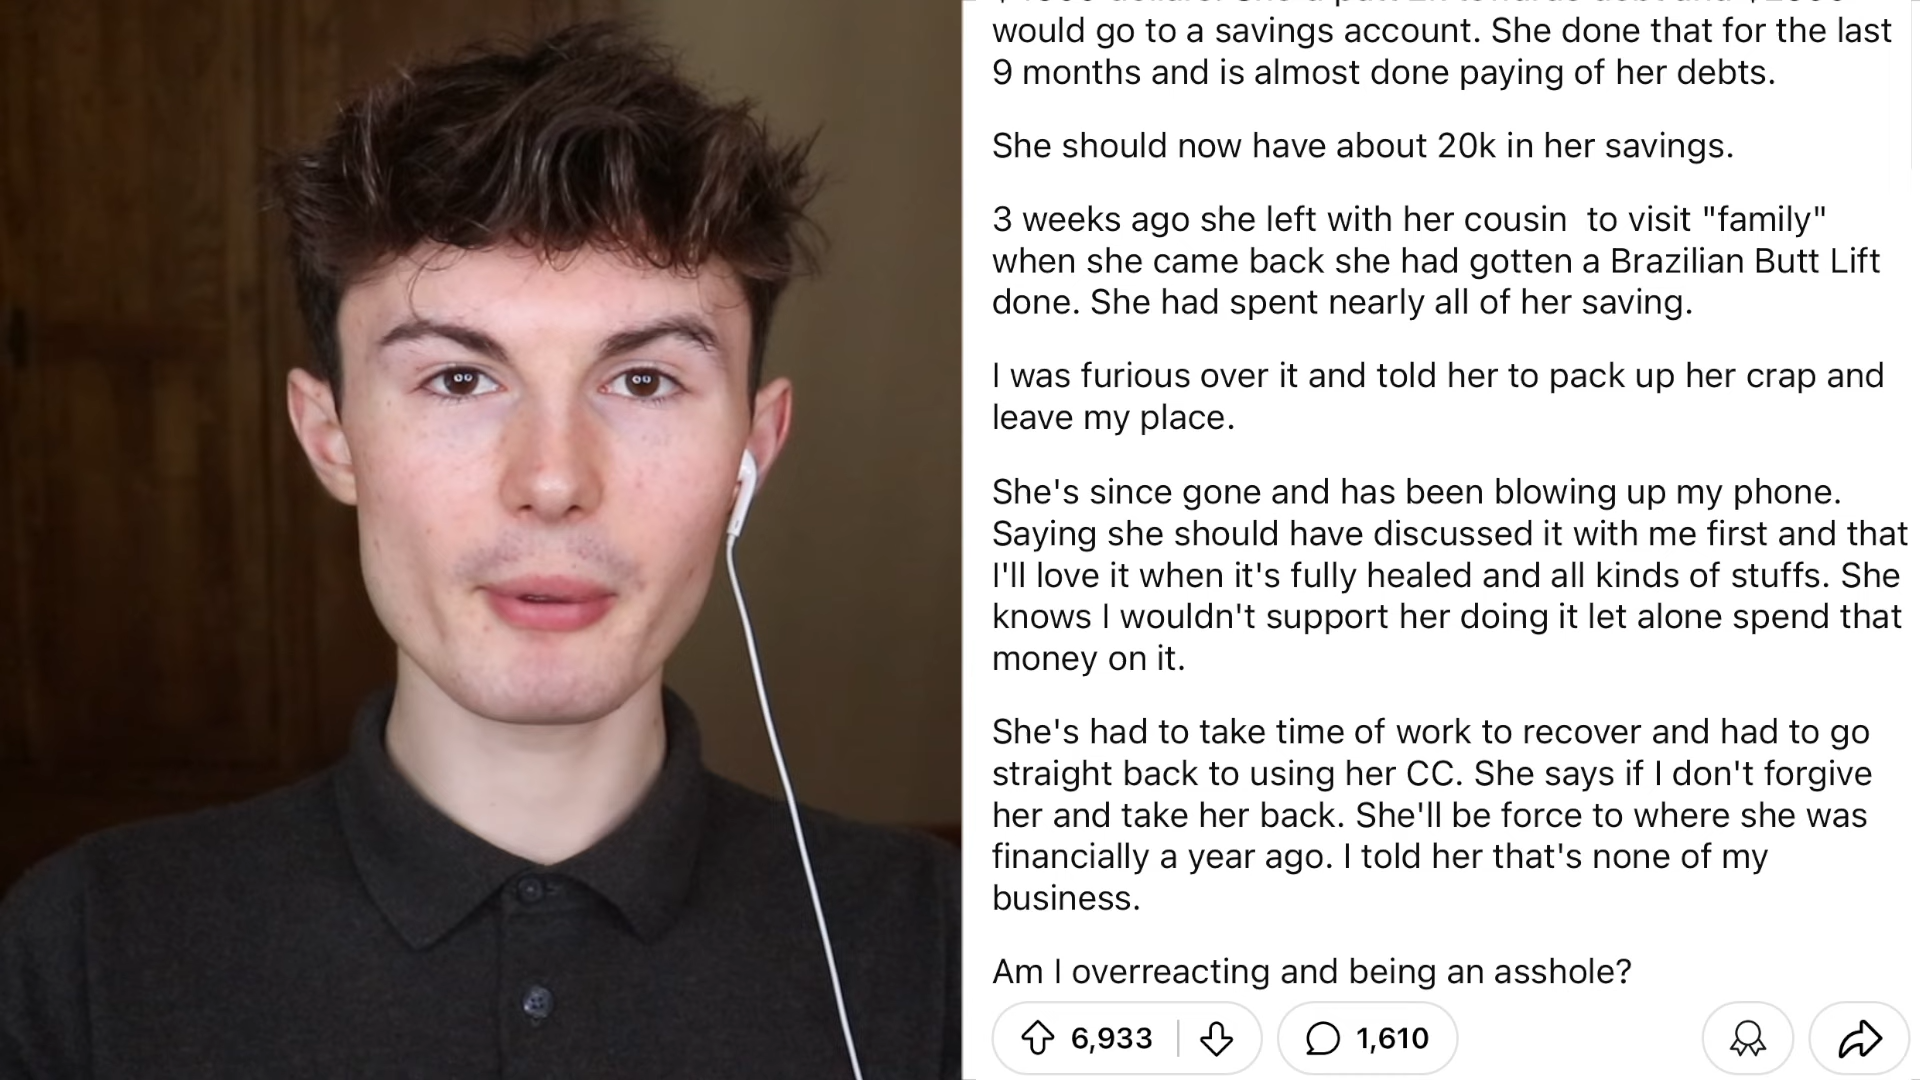 would go to a savings account. She done that for the last
9 months and is almost done paying of her debts.
She should now have about 20k in her savings.
3 weeks ago she left with her cousin to visit "family"
when she came back she had gotten a Brazilian Butt Lift
done. She had spent nearly all of her saving.
I was furious over it and told her to pack up her crap and
leave my place.
She's since gone and has been blowing up my phone.
Saying she should have discussed it with me first and that
I'll love it when it's fully healed and all kinds of stuffs. She
knows I wouldn't support her doing it let alone spend that
money on it.
She's had to take time of work to recover and had to go
straight back to using her CC. She says if I don't forgive
her and take her back. She'll be force to where she was
financially a year ago. I told her that's none of my
business.
Am I overreacting and being an asshole?
6,933 1,610